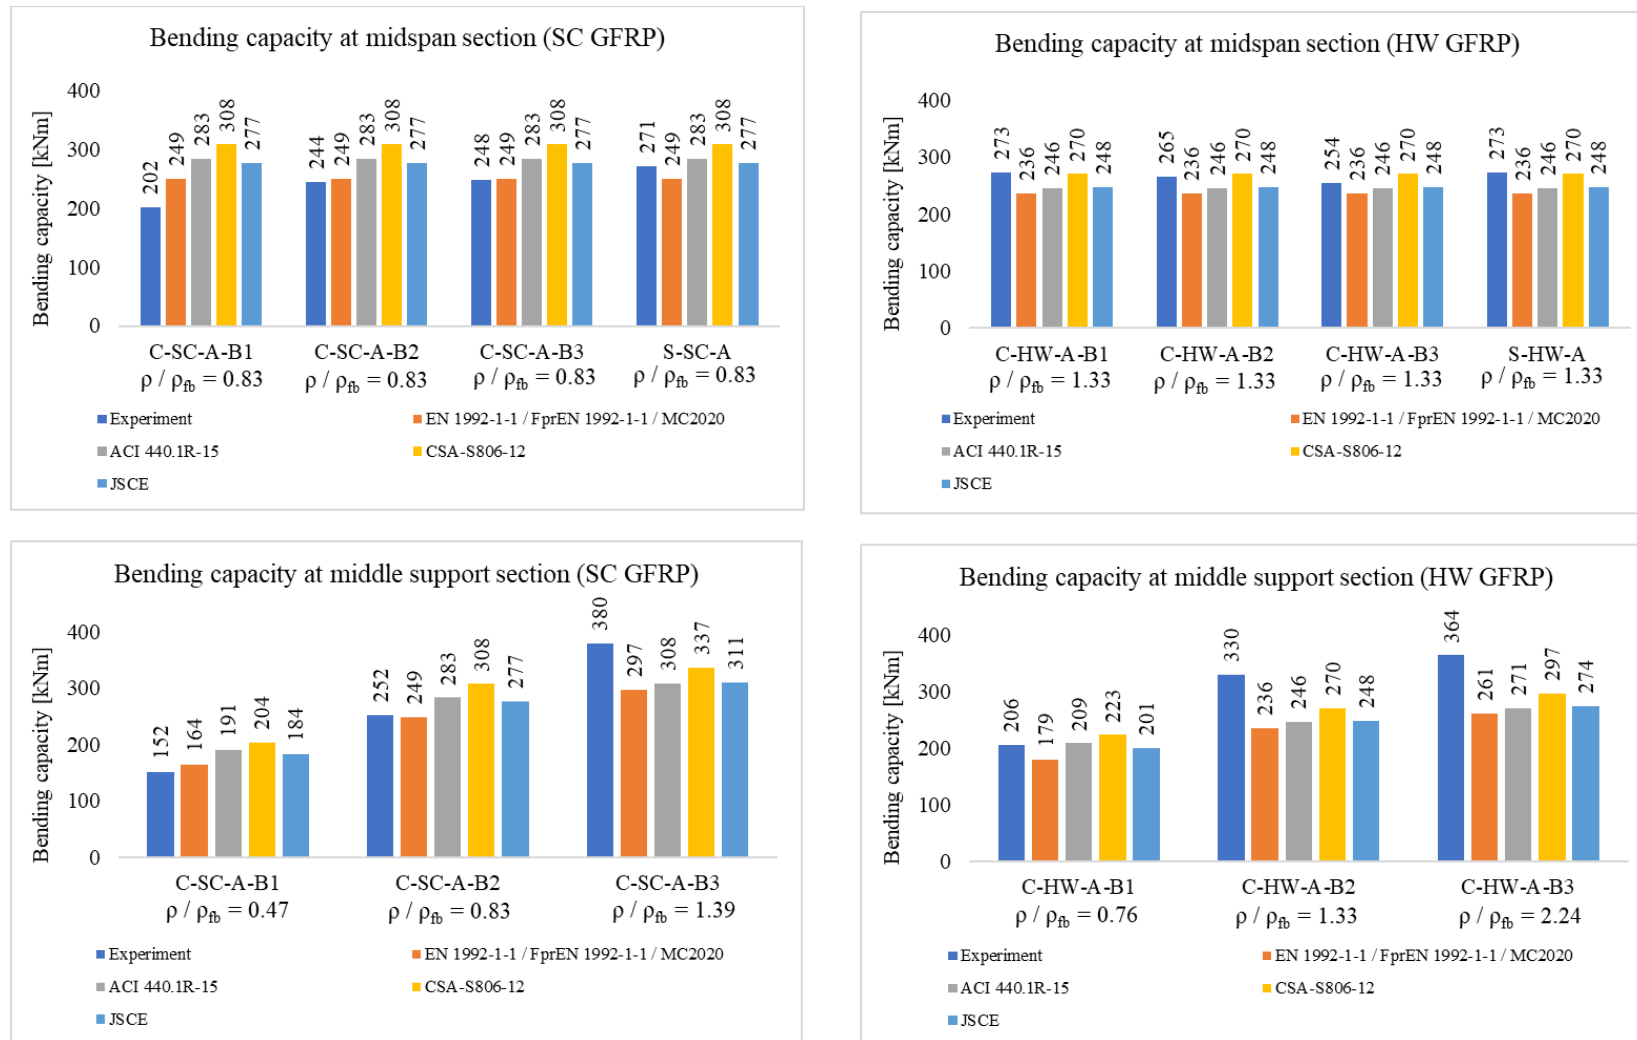 Bending capacity at midspan section (SC GFRP)
Bending capacity [kNm]
400
300
200
100
0
202
249
283
308
277
244
249
283
308
277
248
249
283
308
277
271
249
283
308
277
C-SC-A-B1
ρ / ρfb = 0.83
C-SC-A-B2
ρ / ρfb = 0.83
C-SC-A-B3
ρ / ρfb = 0.83
S-SC-A
ρ / ρfb = 0.83
Experiment
EN 1992-1-1 / FprEN 1992-1-1 / MC2020
ACI 440.1R-15
CSA-S806-12
JSCE
Bending capacity at midspan section (HW GFRP)
Bending capacity [kNm]
400
300
200
100
0
273
236
246
270
248
265
236
246
270
248
254
236
246
270
248
273
236
246
270
248
C-HW-A-B1
ρ / ρfb = 1.33
C-HW-A-B2
ρ / ρfb = 1.33
C-HW-A-B3
ρ / ρfb = 1.33
S-HW-A
ρ / ρfb = 1.33
Experiment
EN 1992-1-1 / FprEN 1992-1-1 / MC2020
ACI 440.1R-15
CSA-S806-12
JSCE
Bending capacity at middle support section (SC GFRP)
Bending capacity [kNm]
400
300
200
100
0
152
164
191
204
184
252
249
283
308
277
380
297
308
337
311
C-SC-A-B1
ρ / ρfb = 0.47
C-SC-A-B2
ρ / ρfb = 0.83
C-SC-A-B3
ρ / ρfb = 1.39
Experiment
EN 1992-1-1 / FprEN 1992-1-1 / MC2020
ACI 440.1R-15
CSA-S806-12
JSCE
Bending capacity at middle support section (HW GFRP)
Bending capacity [kNm]
400
300
200
100
0
206
179
209
223
201
330
236
246
270
248
364
261
271
297
274
C-HW-A-B1
ρ / ρfb = 0.76
C-HW-A-B2
ρ / ρfb = 1.33
C-HW-A-B3
ρ / ρfb = 2.24
Experiment
EN 1992-1-1 / FprEN 1992-1-1 / MC2020
ACI 440.1R-15
CSA-S806-12
JSCE